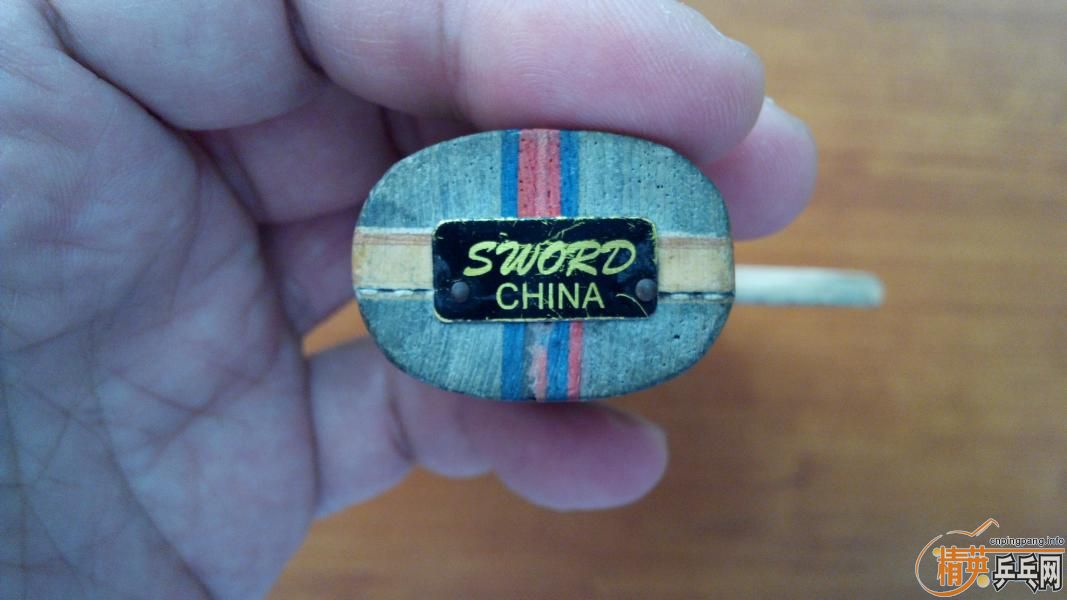 SWORD
CHINA
cnpingpang.info
精英乒乓网